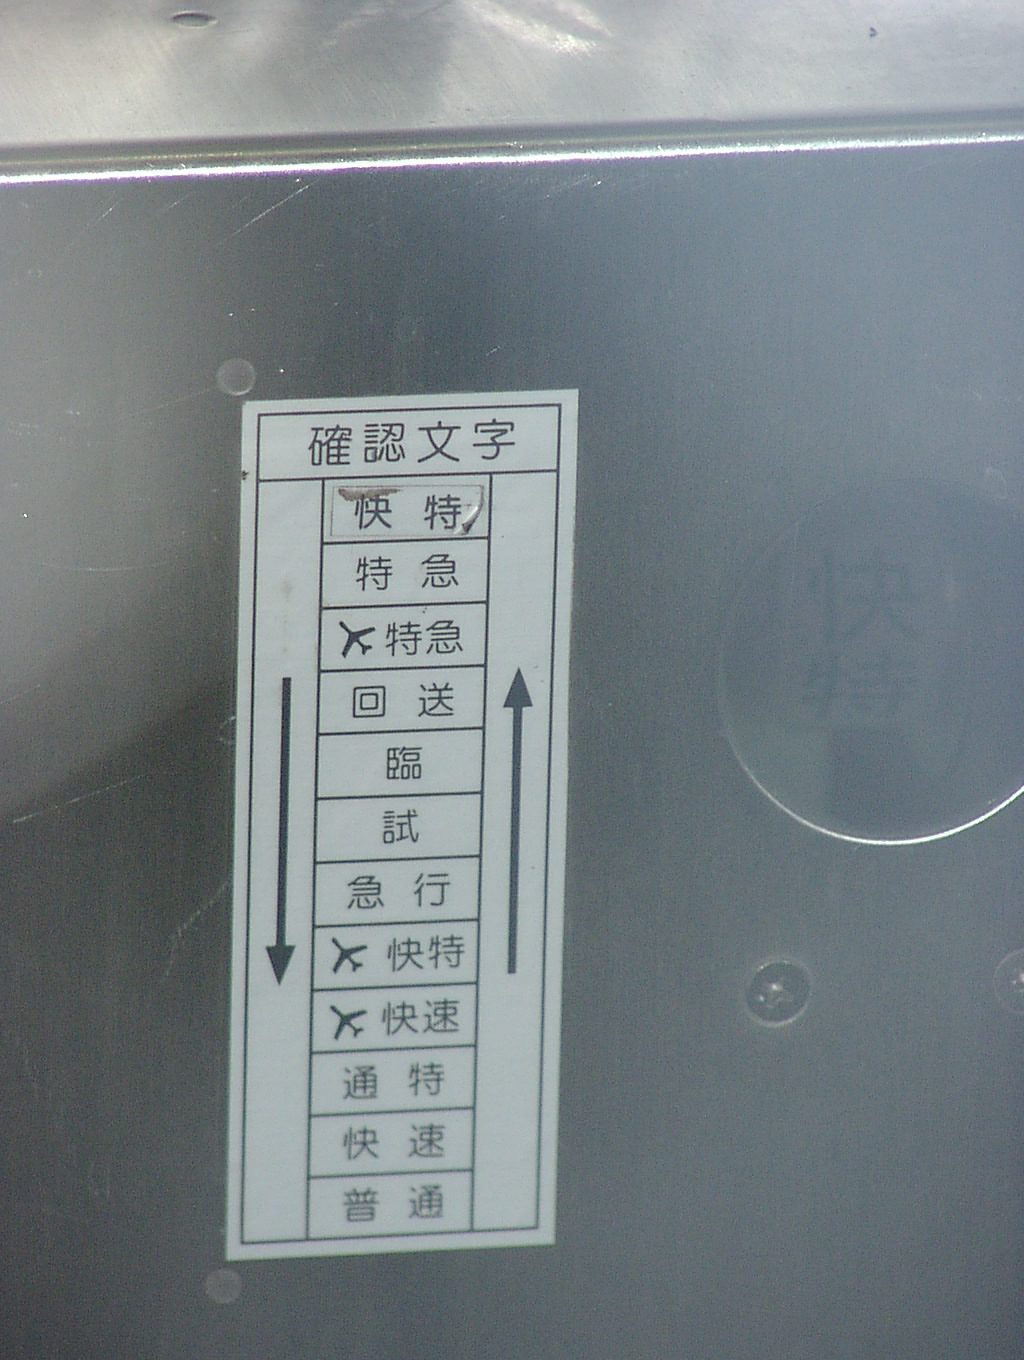 確認文字
快 特
特 急
特急
回 送
臨
試
急 行
快特
快速
通 特
快 速
普 通
快
特